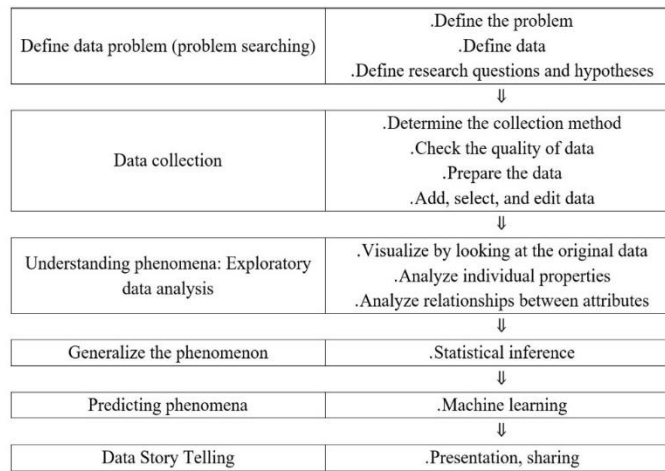 Define data problem (problem searching)
.Define the problem
.Define data
.Define research questions and hypotheses
⇓
Data collection
.Determine the collection method
.Check the quality of data
.Prepare the data
.Add, select, and edit data
⇓
Understanding phenomena: Exploratory
data analysis
.Visualize by looking at the original data
.Analyze individual properties
.Analyze relationships between attributes
⇓
Generalize the phenomenon
.Statistical inference
⇓
Predicting phenomena
.Machine learning
⇓
Data Story Telling
.Presentation, sharing